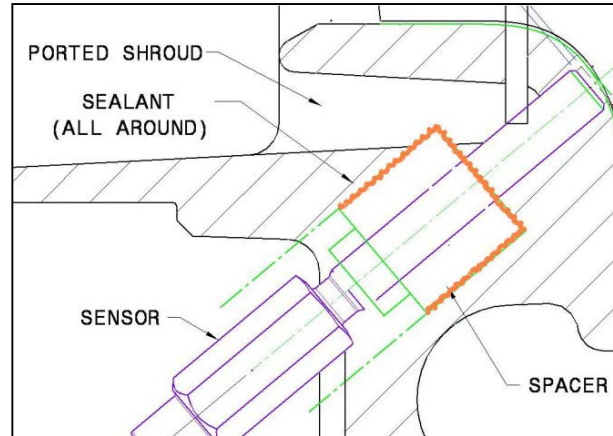 PORTED SHROUD
SEALANT
(ALL AROUND)
SENSOR
SPACER